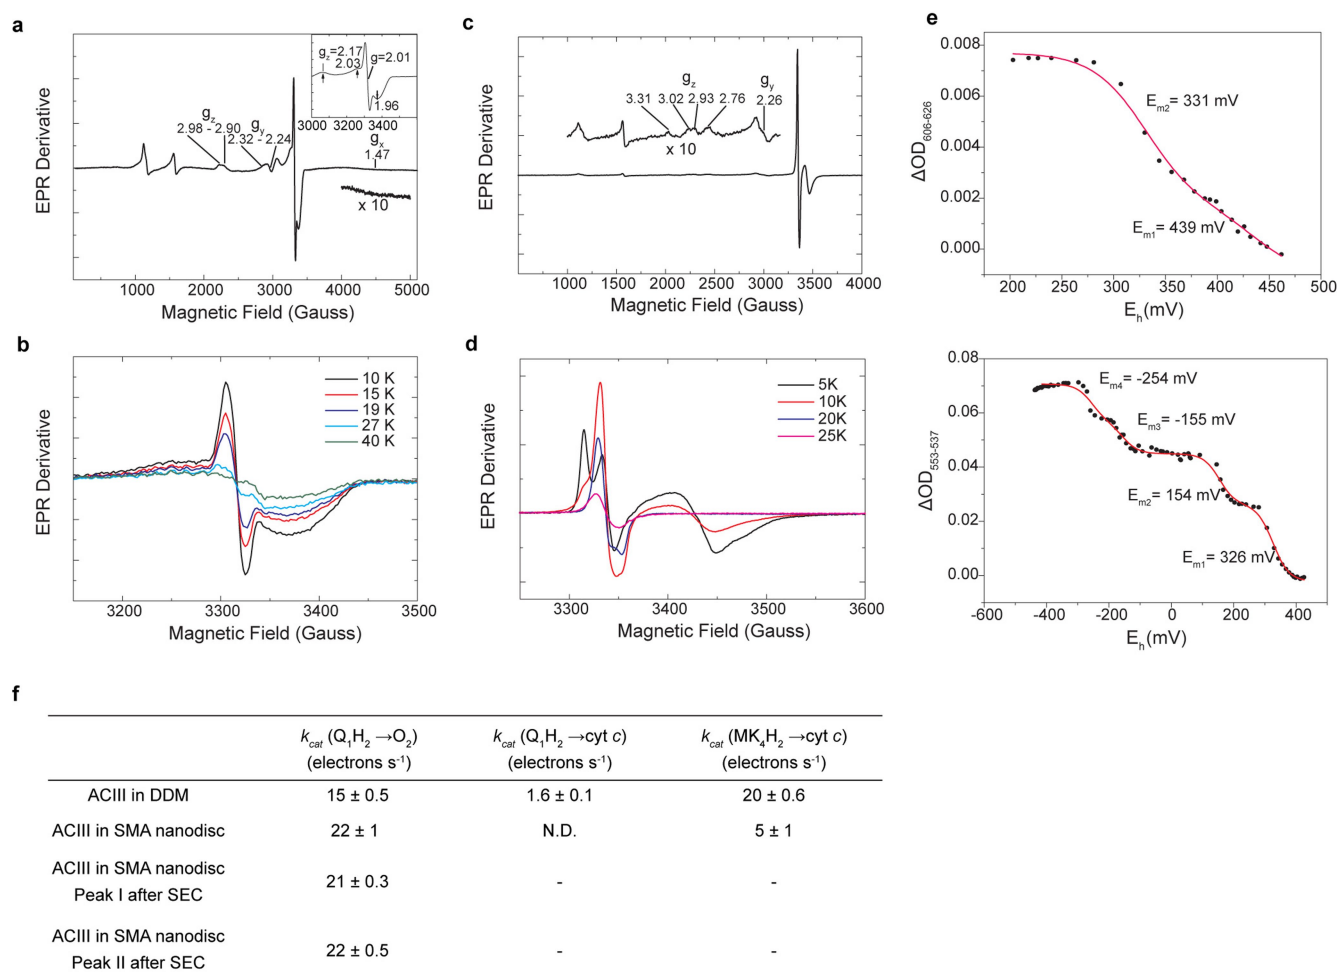 a
EPR Derivative
g_z
2.98 - 2.90
g_y
2.32 - 2.24
g_x
1.47
x 10
g_z=2.17
2.03
g=2.01
1.96
3000 3200 3400
1000 2000 3000 4000 5000
Magnetic Field (Gauss)
c
EPR Derivative
g_z
3.31 3.02 2.93 2.76
g_y
2.26
x 10
1000 1500 2000 2500 3000 3500 4000
Magnetic Field (Gauss)
e
0.008
0.006
0.004
0.002
0.000
ΔOD606-626
Em2= 331 mV
Em1= 439 mV
200 250 300 350 400 450 500
Eh(mV)
b
EPR Derivative
10 K
15 K
19 K
27 K
40 K
3200 3300 3400 3500
Magnetic Field (Gauss)
d
EPR Derivative
5K
10K
20K
25K
3300 3400 3500 3600
Magnetic Field (Gauss)
0.08
0.06
0.04
0.02
0.00
ΔOD553-537
Em4= -254 mV
Em3= -155 mV
Em2= 154 mV
Em1= 326 mV
-600 -400 -200 0 200 400
Eh(mV)
f
kcat (Q1H2 →O2) kcat (Q1H2 →cyt c) kcat (MK4H2 →cyt c)
(electrons s-1) (electrons s-1) (electrons s-1)
ACIII in DDM 15 ± 0.5 1.6 ± 0.1 20 ± 0.6
ACIII in SMA nanodisc 22 ± 1 N.D. 5 ± 1
ACIII in SMA nanodisc
Peak I after SEC 21 ± 0.3 - -
ACIII in SMA nanodisc
Peak II after SEC 22 ± 0.5 - -